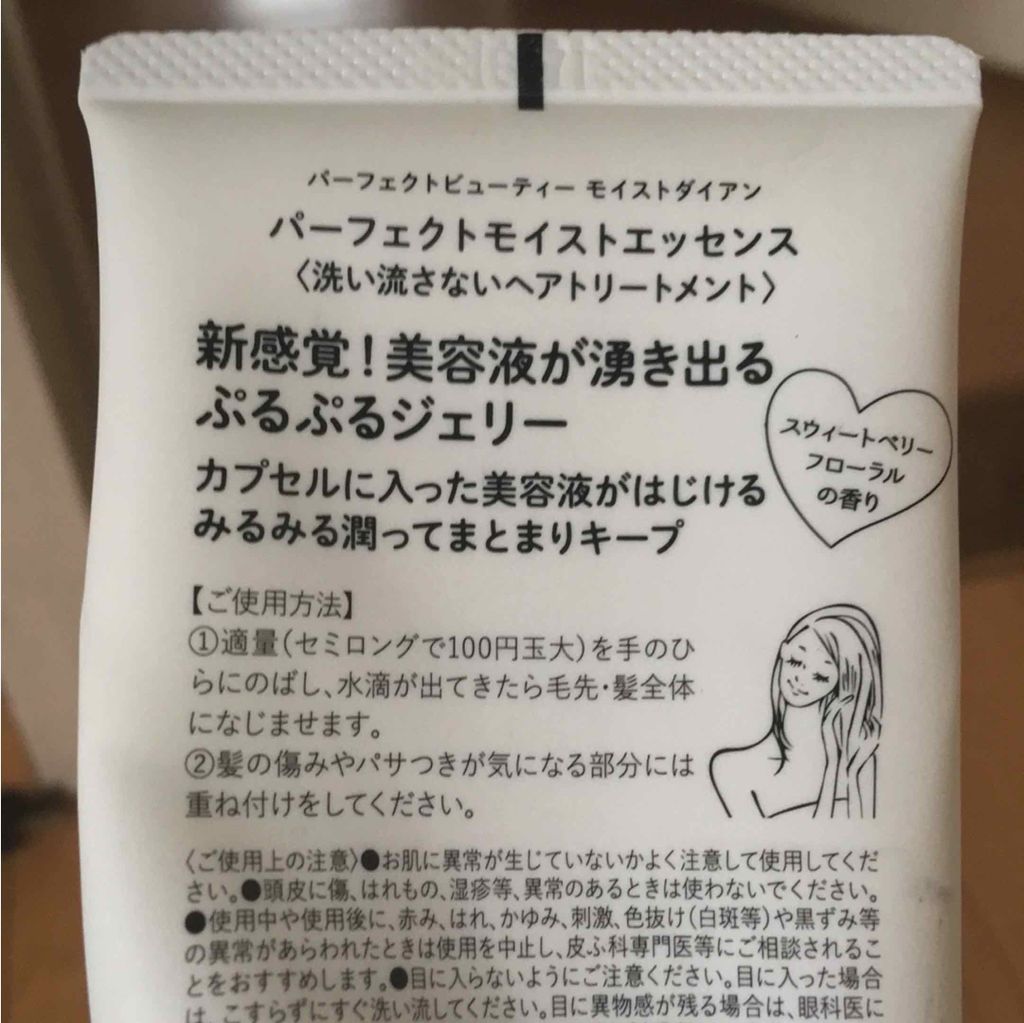 パーフェクトビューティー モイストダイアン
パーフェクトモイストエッセンス
〈洗い流さないヘアトリートメント〉
新感覚！美容液が湧き出る
ぷるぷるジェリー
スウィートベリー
フローラル
の香り
カプセルに入った美容液がはじける
みるみる潤ってまとまりキープ
【ご使用方法】
①適量(セミロングで100円玉大)を手のひ
らにのばし、水滴が出てきたら毛先・髪全体
になじませます。
②髪の傷みやパサつきが気になる部分には
重ね付けをしてください。
〈ご使用上の注意〉●お肌に異常が生じていないかよく注意して使用してくだ
さい。●頭皮に傷、はれもの、湿疹等、異常のあるときは使わないでください。
●使用中や使用後に、赤み、はれ、かゆみ、刺激、色抜け(白斑等)や黒ずみ等
の異常があらわれたときは使用を中止し、皮ふ科専門医等にご相談されるこ
とをおすすめします。●目に入らないようにご注意ください。目に入った場合
は、こすらずにすぐ洗い流してください。目に異物感が残る場合は、眼科医に